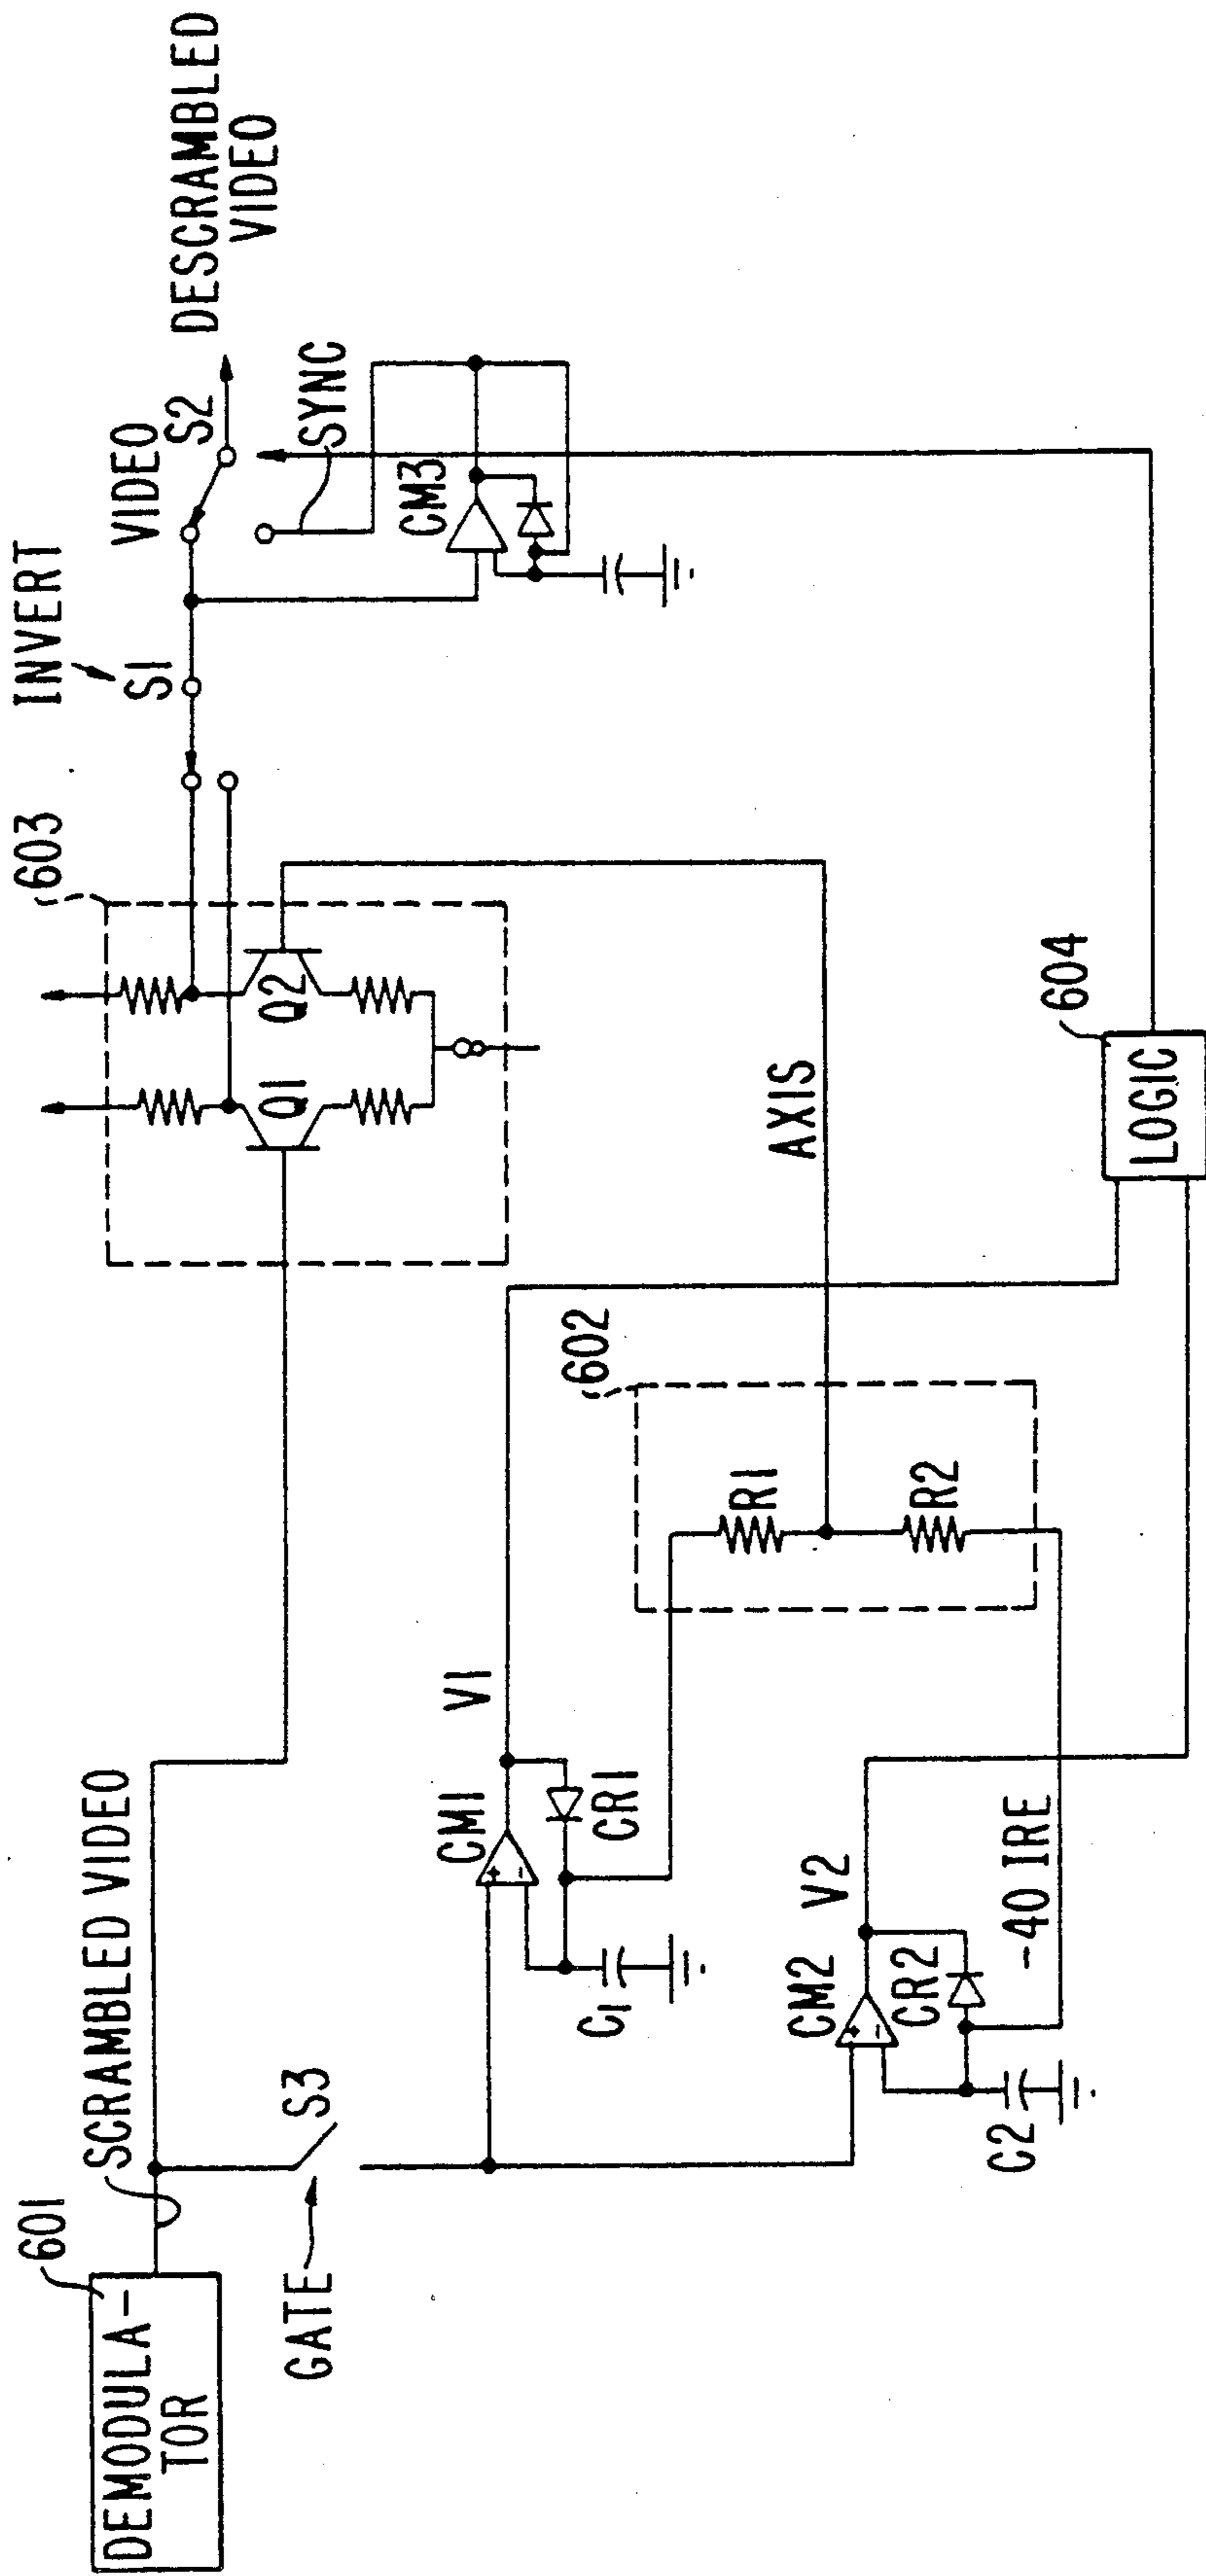 601
DEMODULA-
TOR
SCRAMBLED VIDEO
GATE
S3
603
Q1
Q2
INVERT
S1
VIDEO
S2
DESCRAMBLED
VIDEO
SYNC
CM3
CM1
V1
CR1
C1
602
R1
R2
AXIS
CM2
V2
CR2
C2
-40 IRE
604
LOGIC